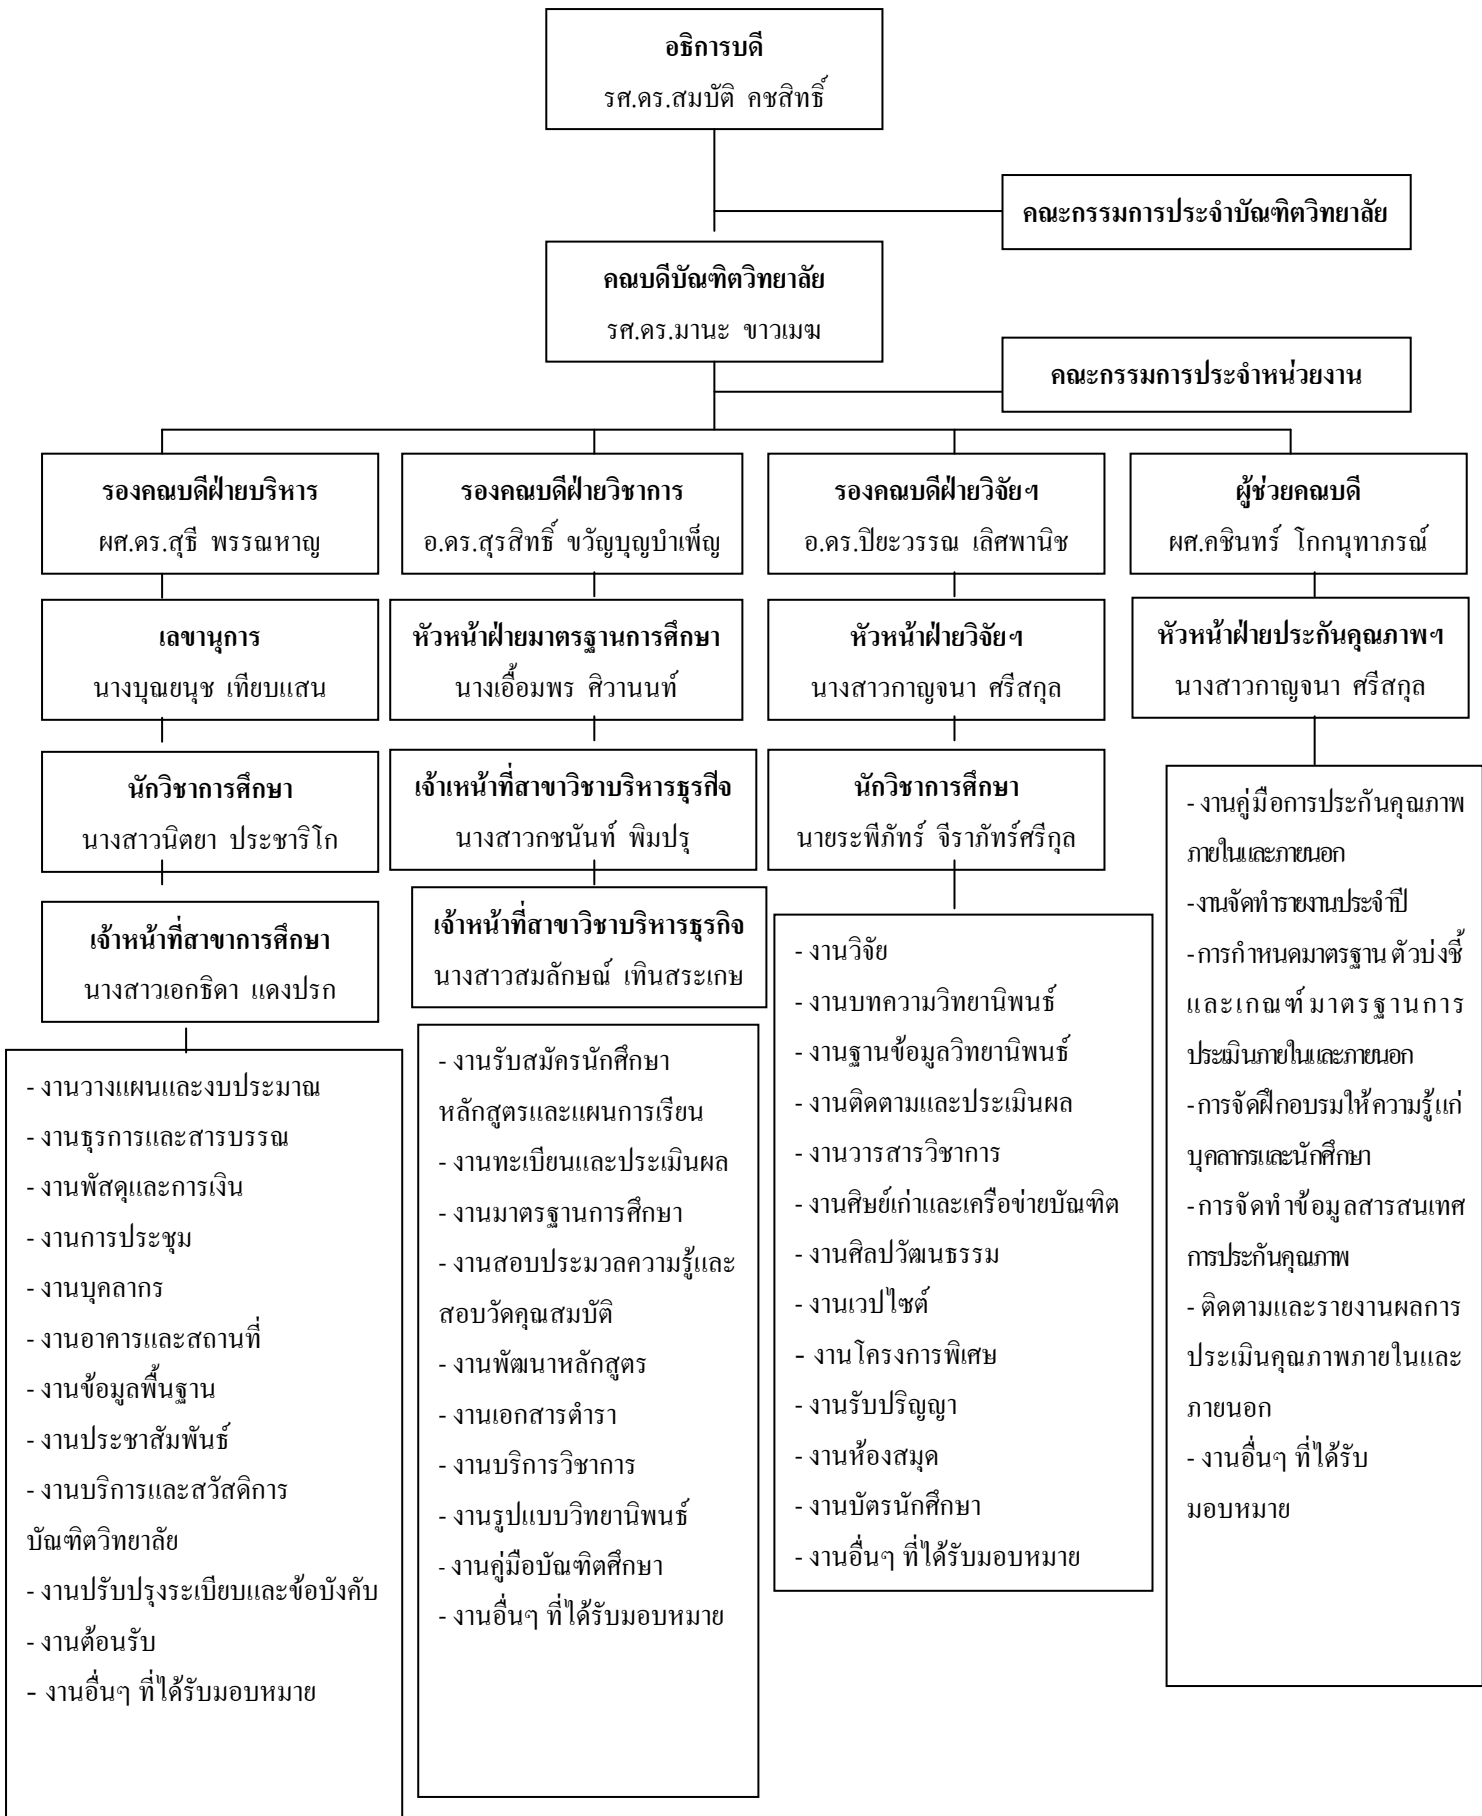 อธิการบดี
รศ.ดร.สมบัติ คชสิทธิ์
คณะกรรมการประจำบัณฑิตวิทยาลัย
คณบดีบัณฑิตวิทยาลัย
รศ.ดร.มานะ ขาวเมฆ
คณะกรรมการประจำหน่วยงาน
รองคณบดีฝ่ายบริหาร
ผศ.ดร.สุธี พรรณหาญ
เลขานุการ
นางบุณยนุช เทียบแสน
นักวิชาการศึกษา
นางสาวนิตยา ประชาริโก
เจ้าหน้าที่สาขาการศึกษา
นางสาวเอกธิดา แดงปรก
- งานวางแผนและงบประมาณ
- งานธุรการและสารบรรณ
- งานพัสดุและการเงิน
- งานการประชุม
- งานบุคลากร
- งานอาคารและสถานที่
- งานข้อมูลพื้นฐาน
- งานประชาสัมพันธ์
- งานบริการและสวัสดิการ
บัณฑิตวิทยาลัย
- งานปรับปรุงระเบียบและข้อบังคับ
- งานต้อนรับ
- งานอื่นๆ ที่ได้รับมอบหมาย
รองคณบดีฝ่ายวิชาการ
อ.ดร.สุรสิทธิ์ ขวัญบุญบำเพ็ญ
หัวหน้าฝ่ายมาตรฐานการศึกษา
นางเอื้อมพร ศิวานนท์
เจ้าเหน้าที่สาขาวิชาบริหารธุรกิจ
นางสาวกชนันท์ พิมปรุ
เจ้าหน้าที่สาขาวิชาบริหารธุรกิจ
นางสาวสมลักษณ์ เทินสระเกษ
- งานรับสมัครนักศึกษา
หลักสูตรและแผนการเรียน
- งานทะเบียนและประเมินผล
- งานมาตรฐานการศึกษา
- งานสอบประมวลความรู้และ
สอบวัดคุณสมบัติ
- งานพัฒนาหลักสูตร
- งานเอกสารตำรา
- งานบริการวิชาการ
- งานรูปแบบวิทยานิพนธ์
- งานคู่มือบัณฑิตศึกษา
- งานอื่นๆ ที่ได้รับมอบหมาย
รองคณบดีฝ่ายวิจัยฯ
อ.ดร.ปิยะวรรณ เลิศพานิช
หัวหน้าฝ่ายวิจัยฯ
นางสาวกาญจนา ศรีสกุล
นักวิชาการศึกษา
นายระพีภัทร์ จีราภัทร์ศรีกุล
- งานวิจัย
- งานบทความวิทยานิพนธ์
- งานฐานข้อมูลวิทยานิพนธ์
- งานติดตามและประเมินผล
- งานวารสารวิชาการ
- งานศิษย์เก่าและเครือข่ายบัณฑิต
- งานศิลปวัฒนธรรม
- งานเวปไซต์
- งานโครงการพิเศษ
- งานรับปริญญา
- งานห้องสมุด
- งานบัตรนักศึกษา
- งานอื่นๆ ที่ได้รับมอบหมาย
ผู้ช่วยคณบดี
ผศ.คชินทร์ โกกนุทาภรณ์
หัวหน้าฝ่ายประกันคุณภาพฯ
นางสาวกาญจนา ศรีสกุล
- งานคู่มือการประกันคุณภาพ
ภายในและภายนอก
- งานจัดทำรายงานประจำปี
- การกำหนดมาตรฐาน ตัวบ่งชี้
และเกณฑ์มาตรฐานการ
ประเมินภายในและภายนอก
- การจัดฝึกอบรมให้ความรู้แก่
บุคลากรและนักศึกษา
- การจัดทำข้อมูลสารสนเทศ
การประกันคุณภาพ
- ติดตามและรายงานผลการ
ประเมินคุณภาพภายในและ
ภายนอก
- งานอื่นๆ ที่ได้รับ
มอบหมาย